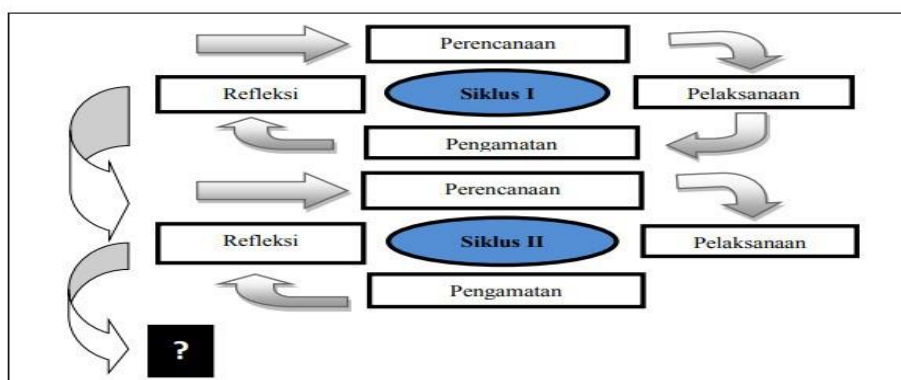 Perencanaan
Refleksi
Siklus I
Pelaksanaan
Pengamatan
Perencanaan
Refleksi
Siklus II
Pelaksanaan
Pengamatan
?